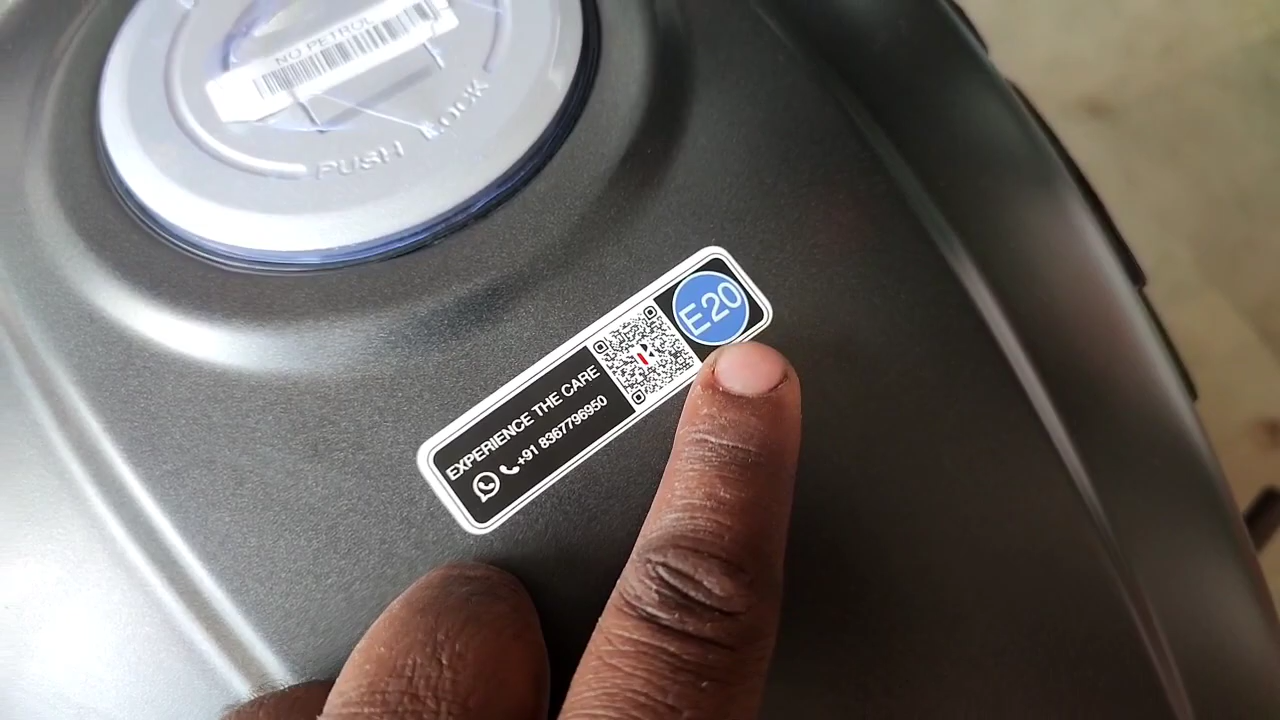 NO PETROL
PUSH LOCK
EXPERIENCE THE CARE
+91 8367796950
E20
R